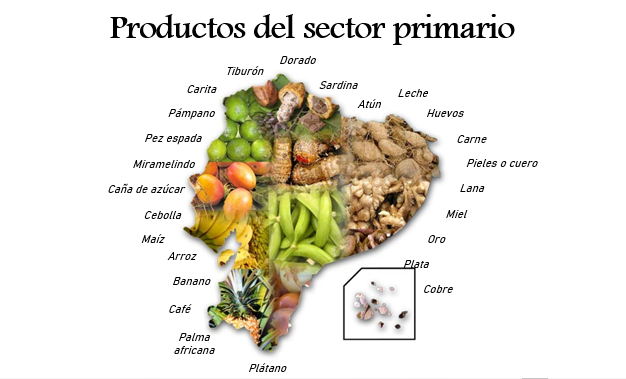 Productos del sector primario
Dorado
Tiburón
Sardina
Carita
Leche
Atún
Pámpano
Huevos
Pez espada
Carne
Miramelindo
Pieles o cuero
Caña de azúcar
Lana
Cebolla
Miel
Maíz
Oro
Arroz
Plata
Banano
Cobre
Café
Palma
africana
Plátano